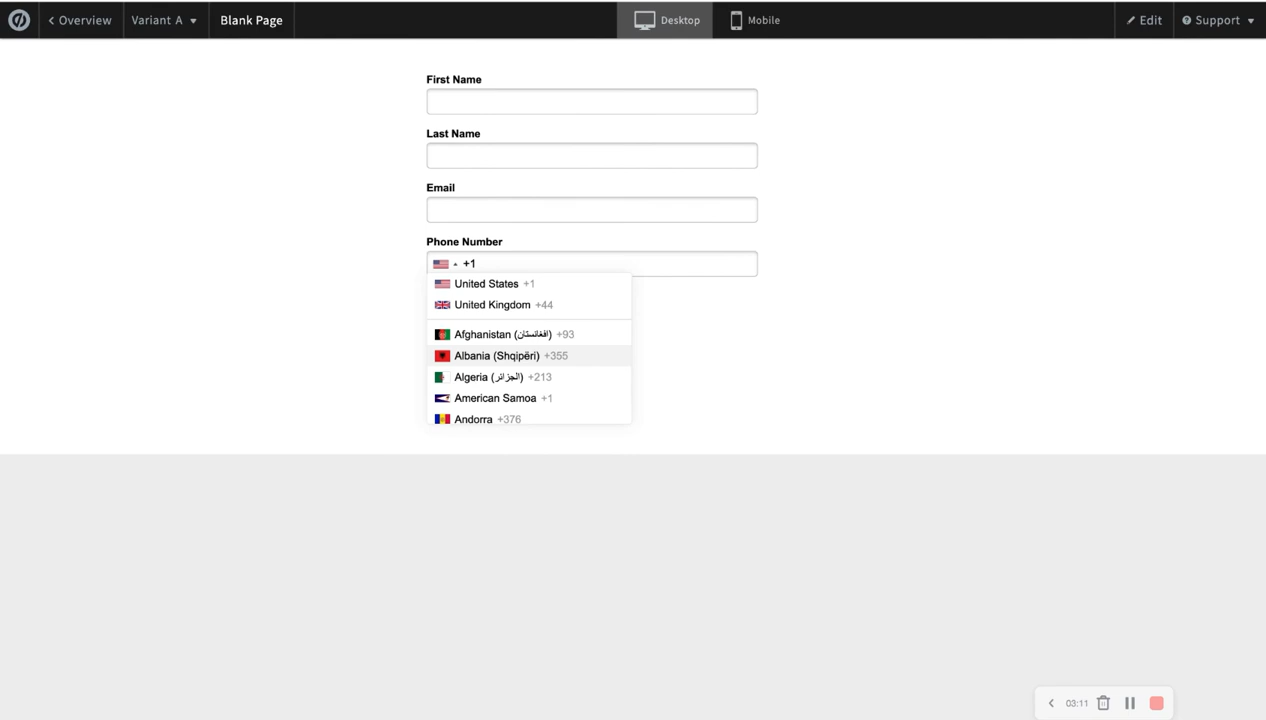 Overview
Variant A
Blank Page
Desktop
Mobile
Edit
Support
First Name
Last Name
Email
Phone Number
+1
United States +1
United Kingdom +44
Afghanistan (افغانستان) +93
Albania (Shqipëri) +355
Algeria (الجزائر) +213
American Samoa +1
Andorra +376
03:11